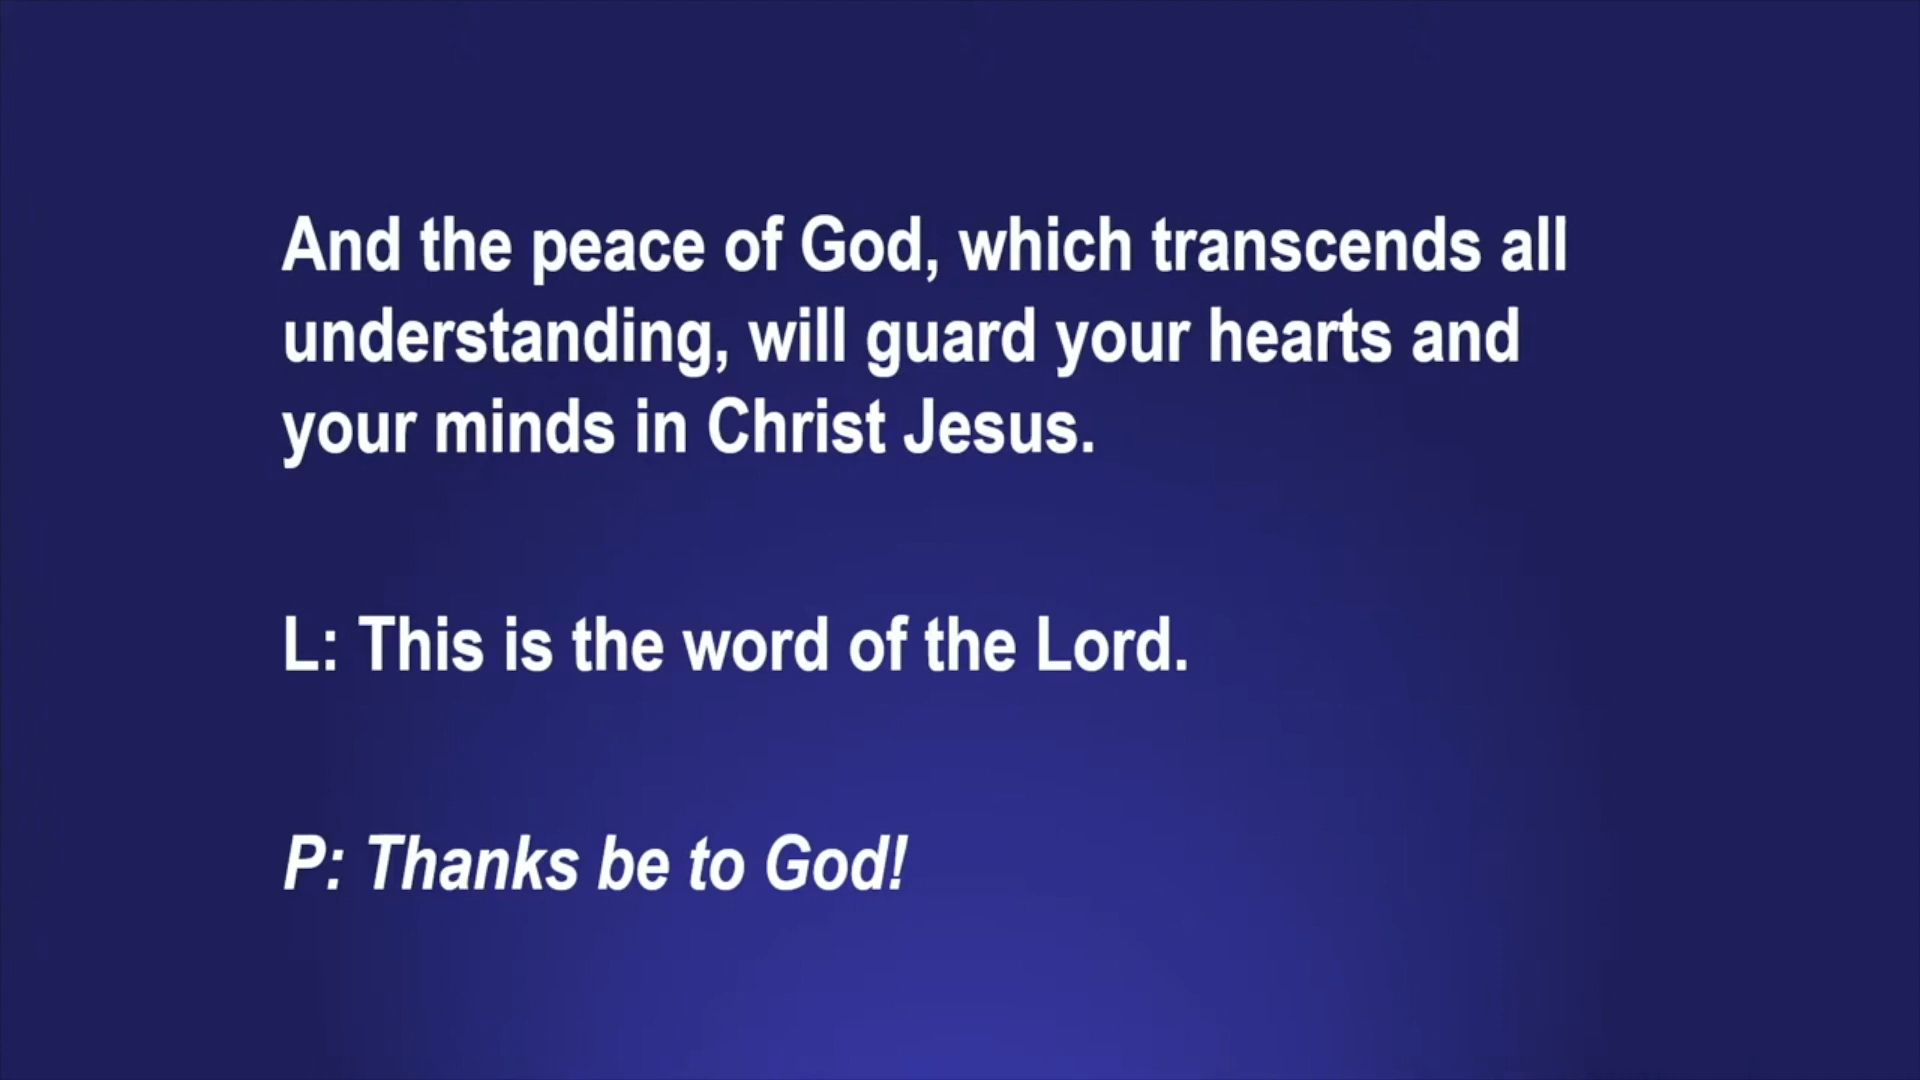 And the peace of God, which transcends all
understanding, will guard your hearts and
your minds in Christ Jesus.
L: This is the word of the Lord.
P: Thanks be to God!